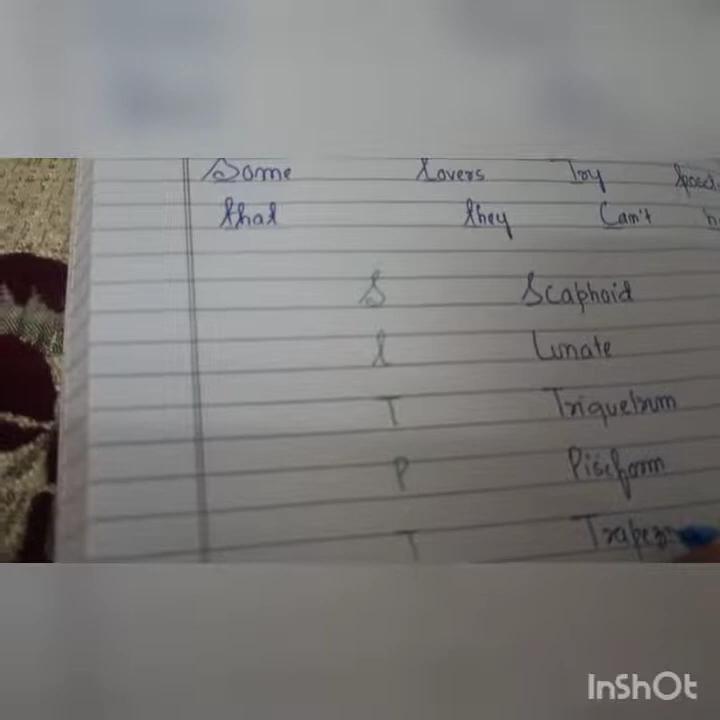 Some Lovers Try
that they Can't
S Scaphoid
L Lunate
T Triquetrum
P Pisiform
T
InShOt